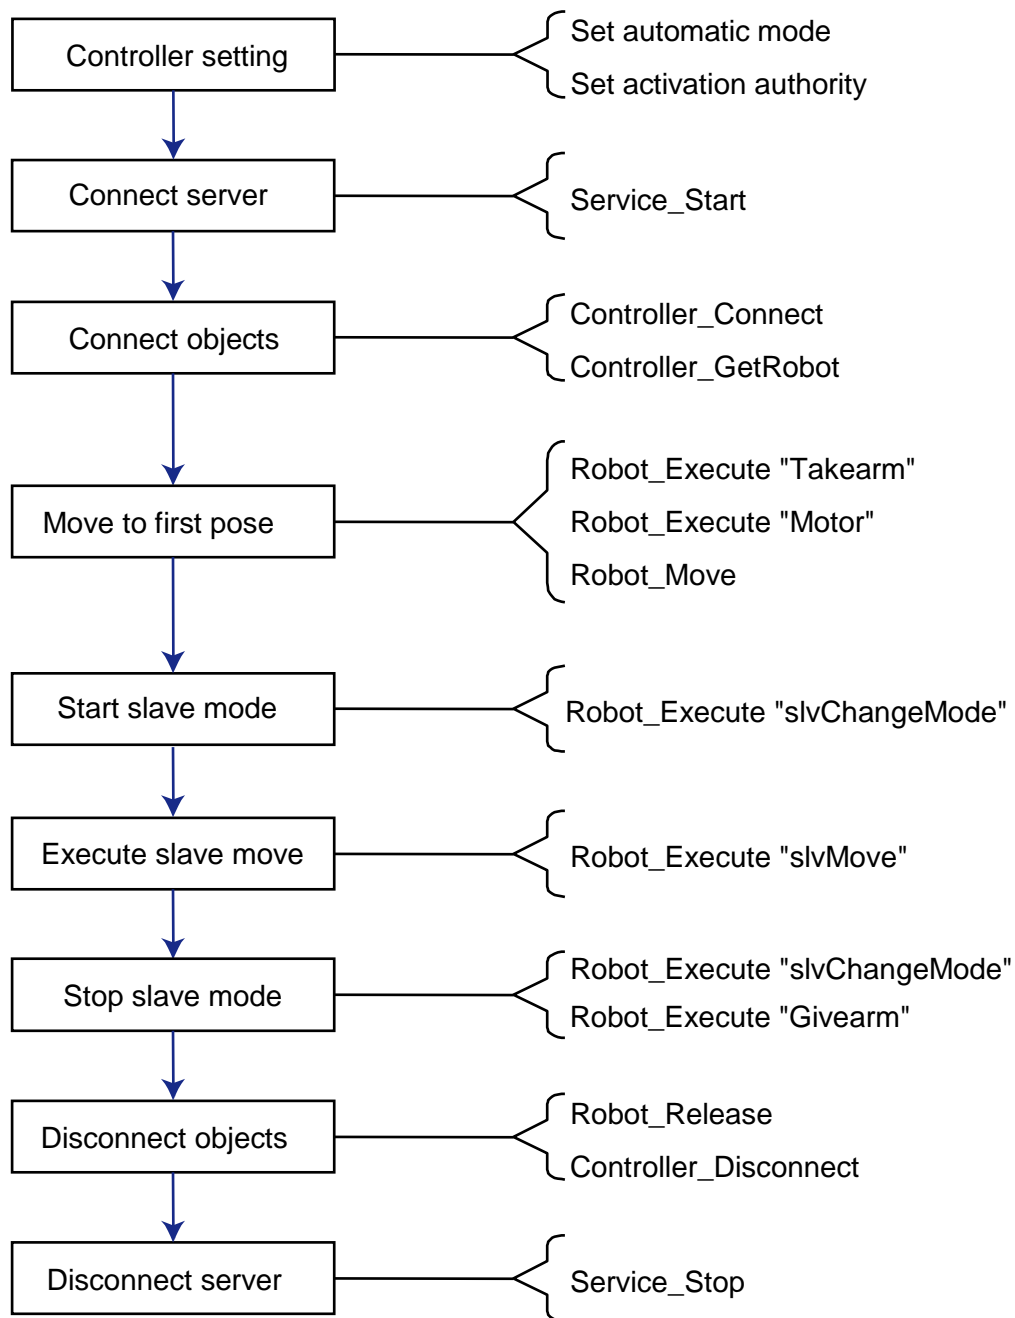 Controller setting
Set automatic mode
Set activation authority
Connect server
Service_Start
Connect objects
Controller_Connect
Controller_GetRobot
Move to first pose
Robot_Execute "Takearm"
Robot_Execute "Motor"
Robot_Move
Start slave mode
Robot_Execute "slvChangeMode"
Execute slave move
Robot_Execute "slvMove"
Stop slave mode
Robot_Execute "slvChangeMode"
Robot_Execute "Givearm"
Disconnect objects
Robot_Release
Controller_Disconnect
Disconnect server
Service_Stop